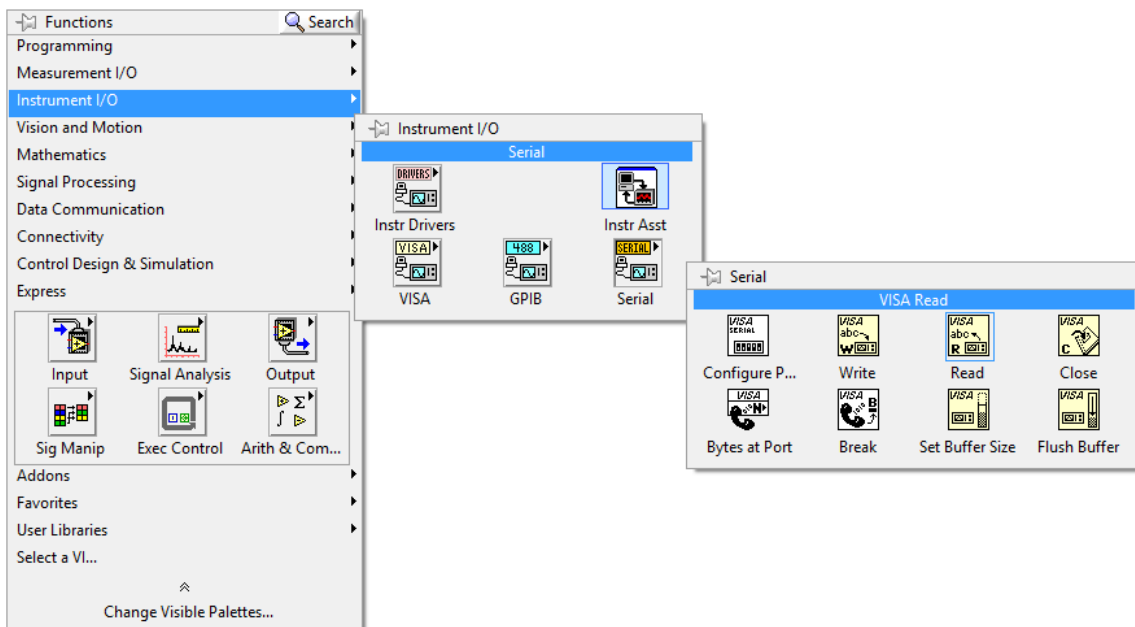 Functions Search
Programming
Measurement I/O
Instrument I/O
Vision and Motion
Mathematics
Signal Processing
Data Communication
Connectivity
Control Design & Simulation
Express
Input Signal Analysis Output
Sig Manip Exec Control Arith & Com...
Addons
Favorites
User Libraries
Select a VI...
Change Visible Palettes...
Instrument I/O
Serial
DRIVERS
Instr Drivers Instr Asst
VISA 488 SERIAL
VISA GPIB Serial
Serial
VISA Read
VISA SERIAL VISA abc W VISA abc R VISA C
Configure P... Write Read Close
VISA N VISA B VISA VISA
Bytes at Port Break Set Buffer Size Flush Buffer